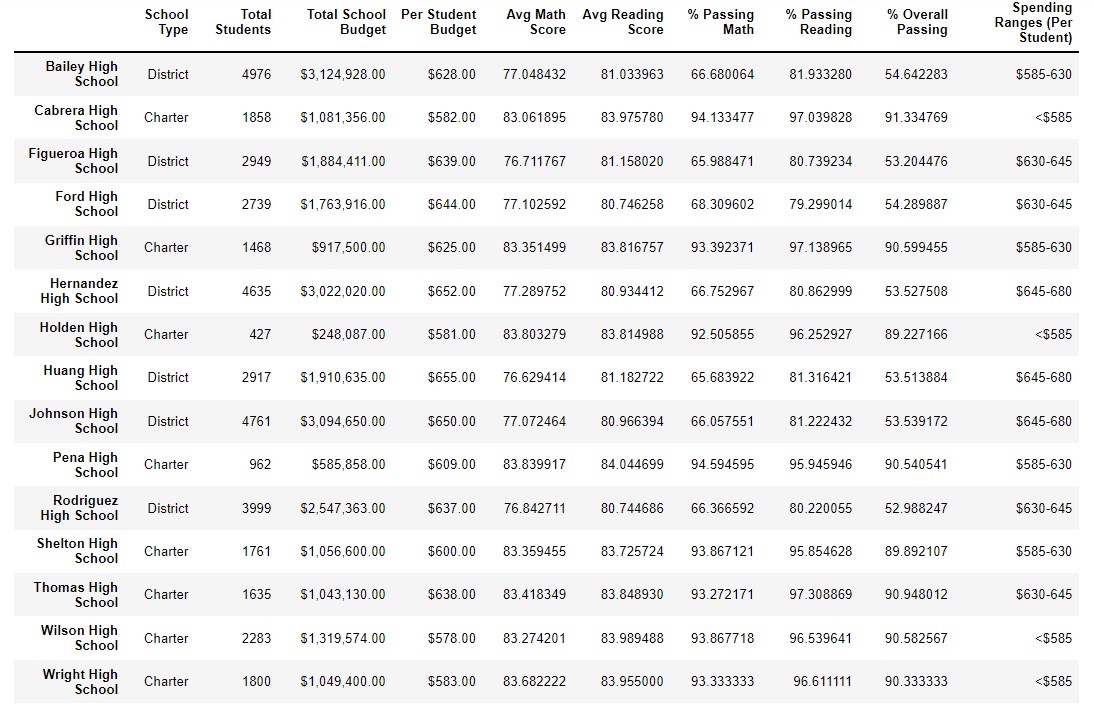 School Type Total Students Total School Budget Per Student Budget Avg Math Score Avg Reading Score % Passing Math % Passing Reading % Overall Passing Spending Ranges (Per Student)
Bailey High School District 4976 $3,124,928.00 $628.00 77.048432 81.033963 66.680064 81.933280 54.642283 $585-630
Cabrera High School Charter 1858 $1,081,356.00 $582.00 83.061895 83.975780 94.133477 97.039828 91.334769 <$585
Figueroa High School District 2949 $1,884,411.00 $639.00 76.711767 81.158020 65.988471 80.739234 53.204476 $630-645
Ford High School District 2739 $1,763,916.00 $644.00 77.102592 80.746258 68.309602 79.299014 54.289887 $630-645
Griffin High School Charter 1468 $917,500.00 $625.00 83.351499 83.816757 93.392371 97.138965 90.599455 $585-630
Hernandez High School District 4635 $3,022,020.00 $652.00 77.289752 80.934412 66.752967 80.862999 53.527508 $645-680
Holden High School Charter 427 $248,087.00 $581.00 83.803279 83.814988 92.505855 96.252927 89.227166 <$585
Huang High School District 2917 $1,910,635.00 $655.00 76.629414 81.182722 65.683922 81.316421 53.513884 $645-680
Johnson High School District 4761 $3,094,650.00 $650.00 77.072464 80.966394 66.057551 81.222432 53.539172 $645-680
Pena High School Charter 962 $585,858.00 $609.00 83.839917 84.044699 94.594595 95.945946 90.540541 $585-630
Rodriguez High School District 3999 $2,547,363.00 $637.00 76.842711 80.744686 66.366592 80.220055 52.988247 $630-645
Shelton High School Charter 1761 $1,056,600.00 $600.00 83.359455 83.725724 93.867121 95.854628 89.892107 $585-630
Thomas High School Charter 1635 $1,043,130.00 $638.00 83.418349 83.848930 93.272171 97.308869 90.948012 $630-645
Wilson High School Charter 2283 $1,319,574.00 $578.00 83.274201 83.989488 93.867718 96.539641 90.582567 <$585
Wright High School Charter 1800 $1,049,400.00 $583.00 83.682222 83.955000 93.333333 96.611111 90.333333 <$585